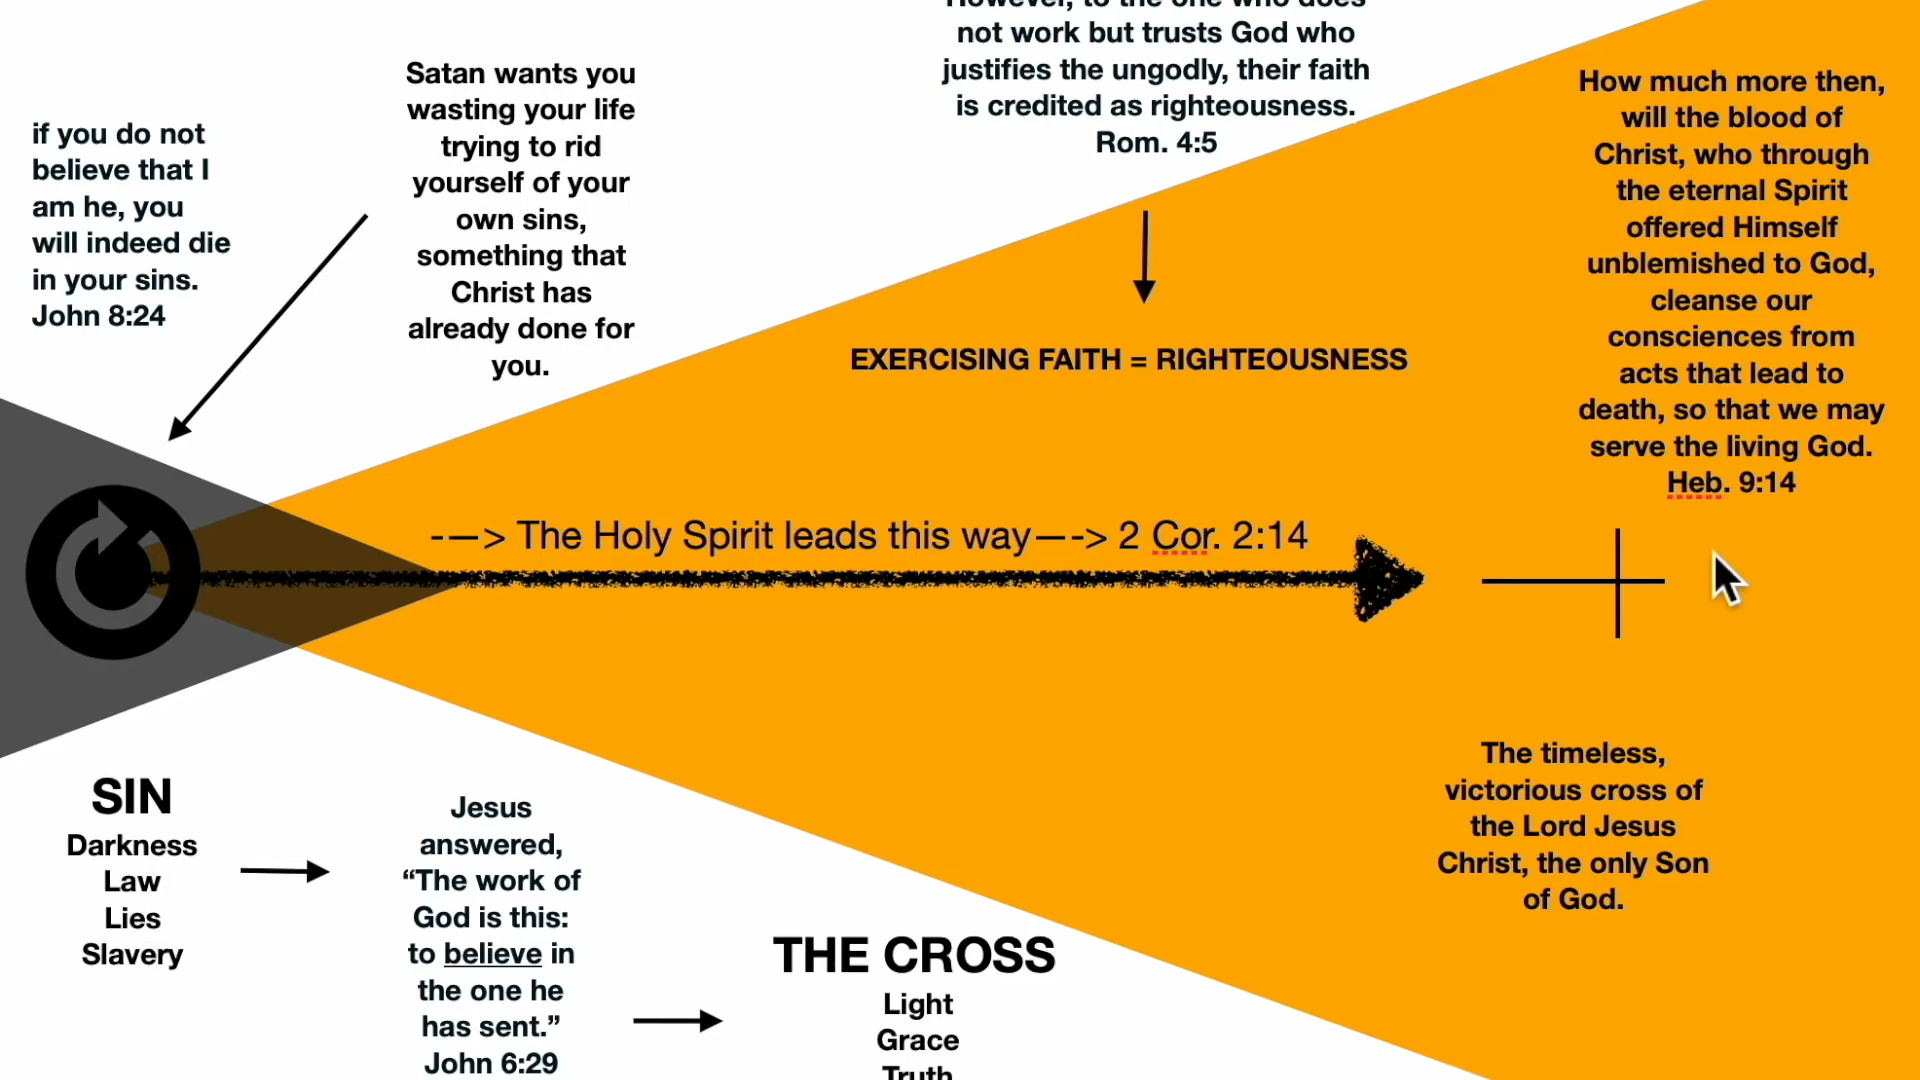 if you do not
believe that I
am he, you
will indeed die
in your sins.
John 8:24
Satan wants you
wasting your life
trying to rid
yourself of your
own sins,
something that
Christ has
already done for
you.
However, to the one who does
not work but trusts God who
justifies the ungodly, their faith
is credited as righteousness.
Rom. 4:5
How much more then,
will the blood of
Christ, who through
the eternal Spirit
offered Himself
unblemished to God,
cleanse our
consciences from
acts that lead to
death, so that we may
serve the living God.
Heb. 9:14
EXERCISING FAITH = RIGHTEOUSNESS
-—> The Holy Spirit leads this way—-> 2 Cor. 2:14
SIN
Darkness
Law
Lies
Slavery
Jesus
answered,
“The work of
God is this:
to believe in
the one he
has sent.”
John 6:29
THE CROSS
Light
Grace
Truth
The timeless,
victorious cross of
the Lord Jesus
Christ, the only Son
of God.